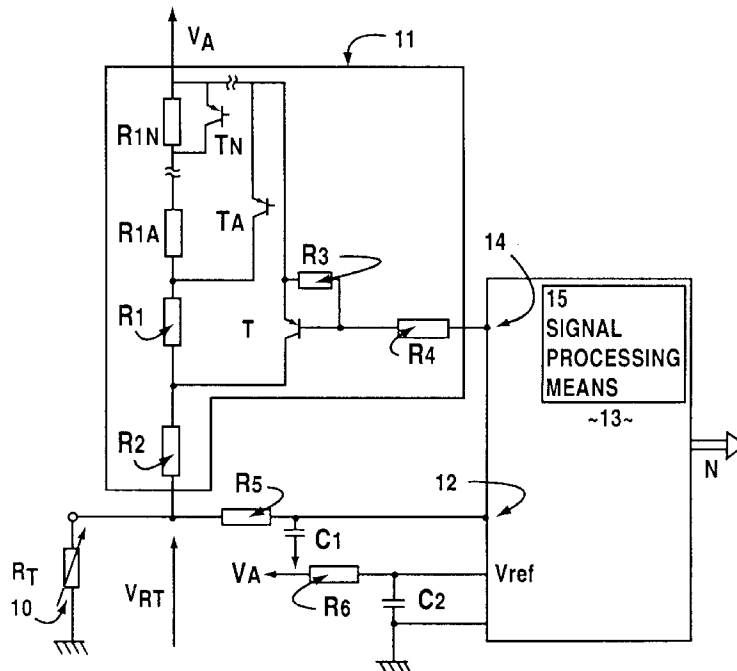 VA
11
R1N
TN
TA
R1A
R3
14
R1
T
R4
15
SIGNAL
PROCESSING
MEANS
~13~
N
R2
R5
12
C1
RT
10
VRT
VA
R6
C2
Vref